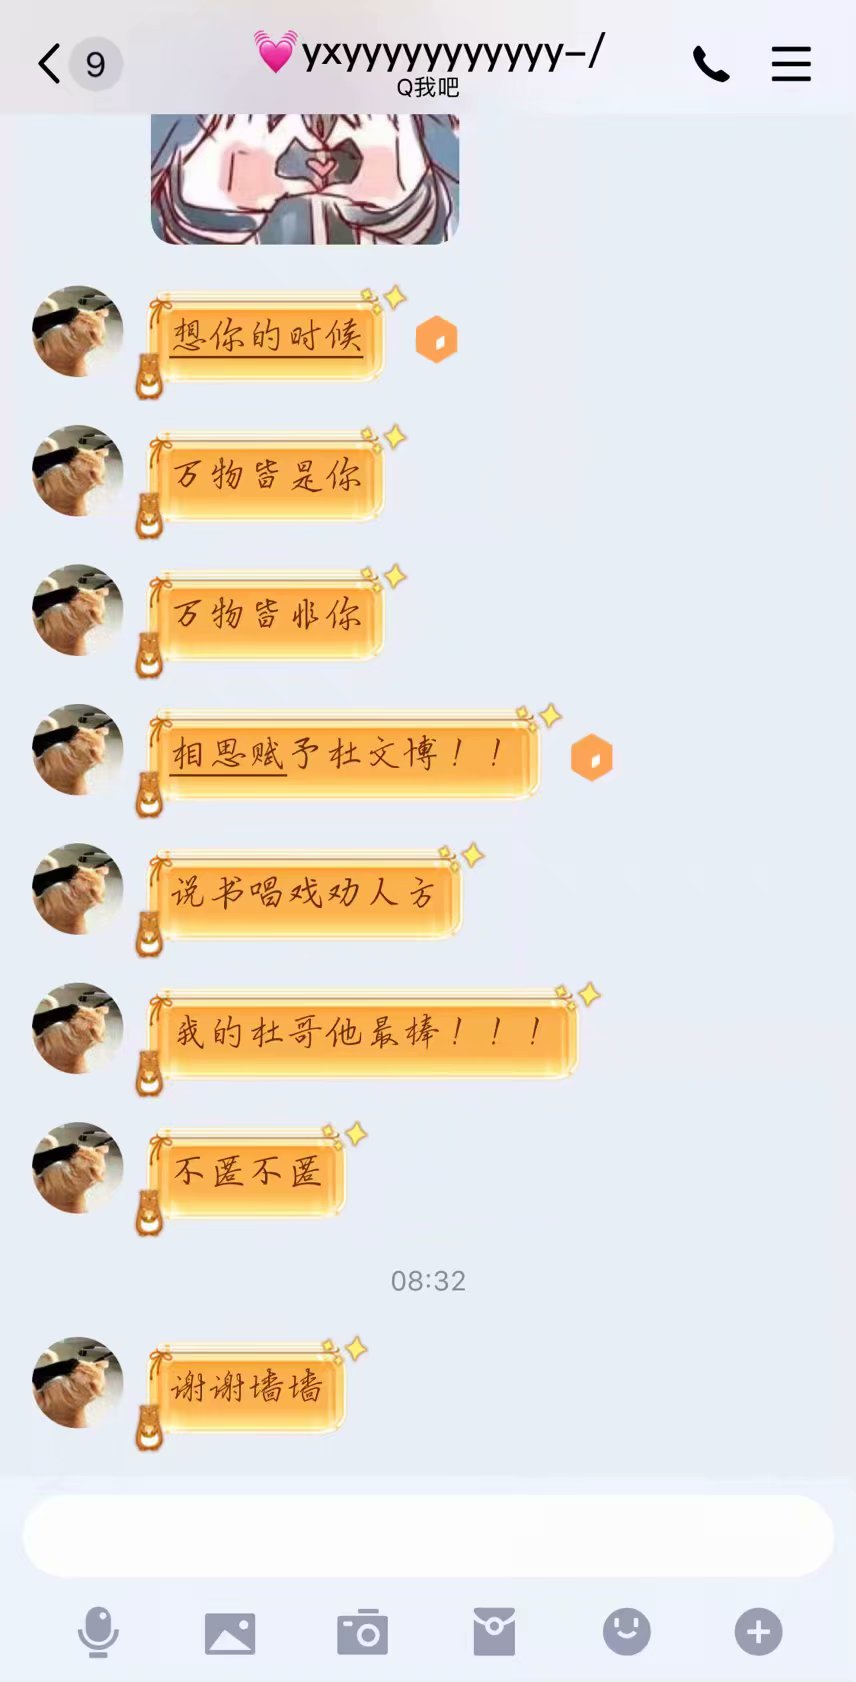 9
💓yxyyyyyyyyyyy–/
Q我吧
想你的时候
万物皆是你
万物皆非你
相思赋予杜文博！！
说书唱戏劝人方
我的杜哥他最棒！！！
不匿不匿
08:32
谢谢墙墙